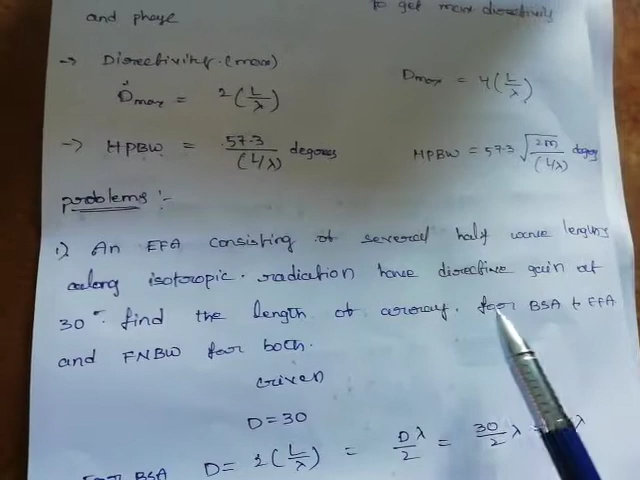 and phase
to get more directivity
→ Directivity (max)
Dmax = 2(L/λ)
Dmax = 4(L/λ)
→ HPBW = 57.3/(L/λ) degrees
HPBW = 57.3 √(2m/(L/λ)) degrees
problems :-
1) An EFA consisting of several half wave lengths
along isotropic. radiation have directive gain of
30. find the length of array. for BSA & EFA
and FNBW for both.
Given
D = 30
For BSA D = 2(L/λ) = Dλ/2 = 30/2 λ = λ